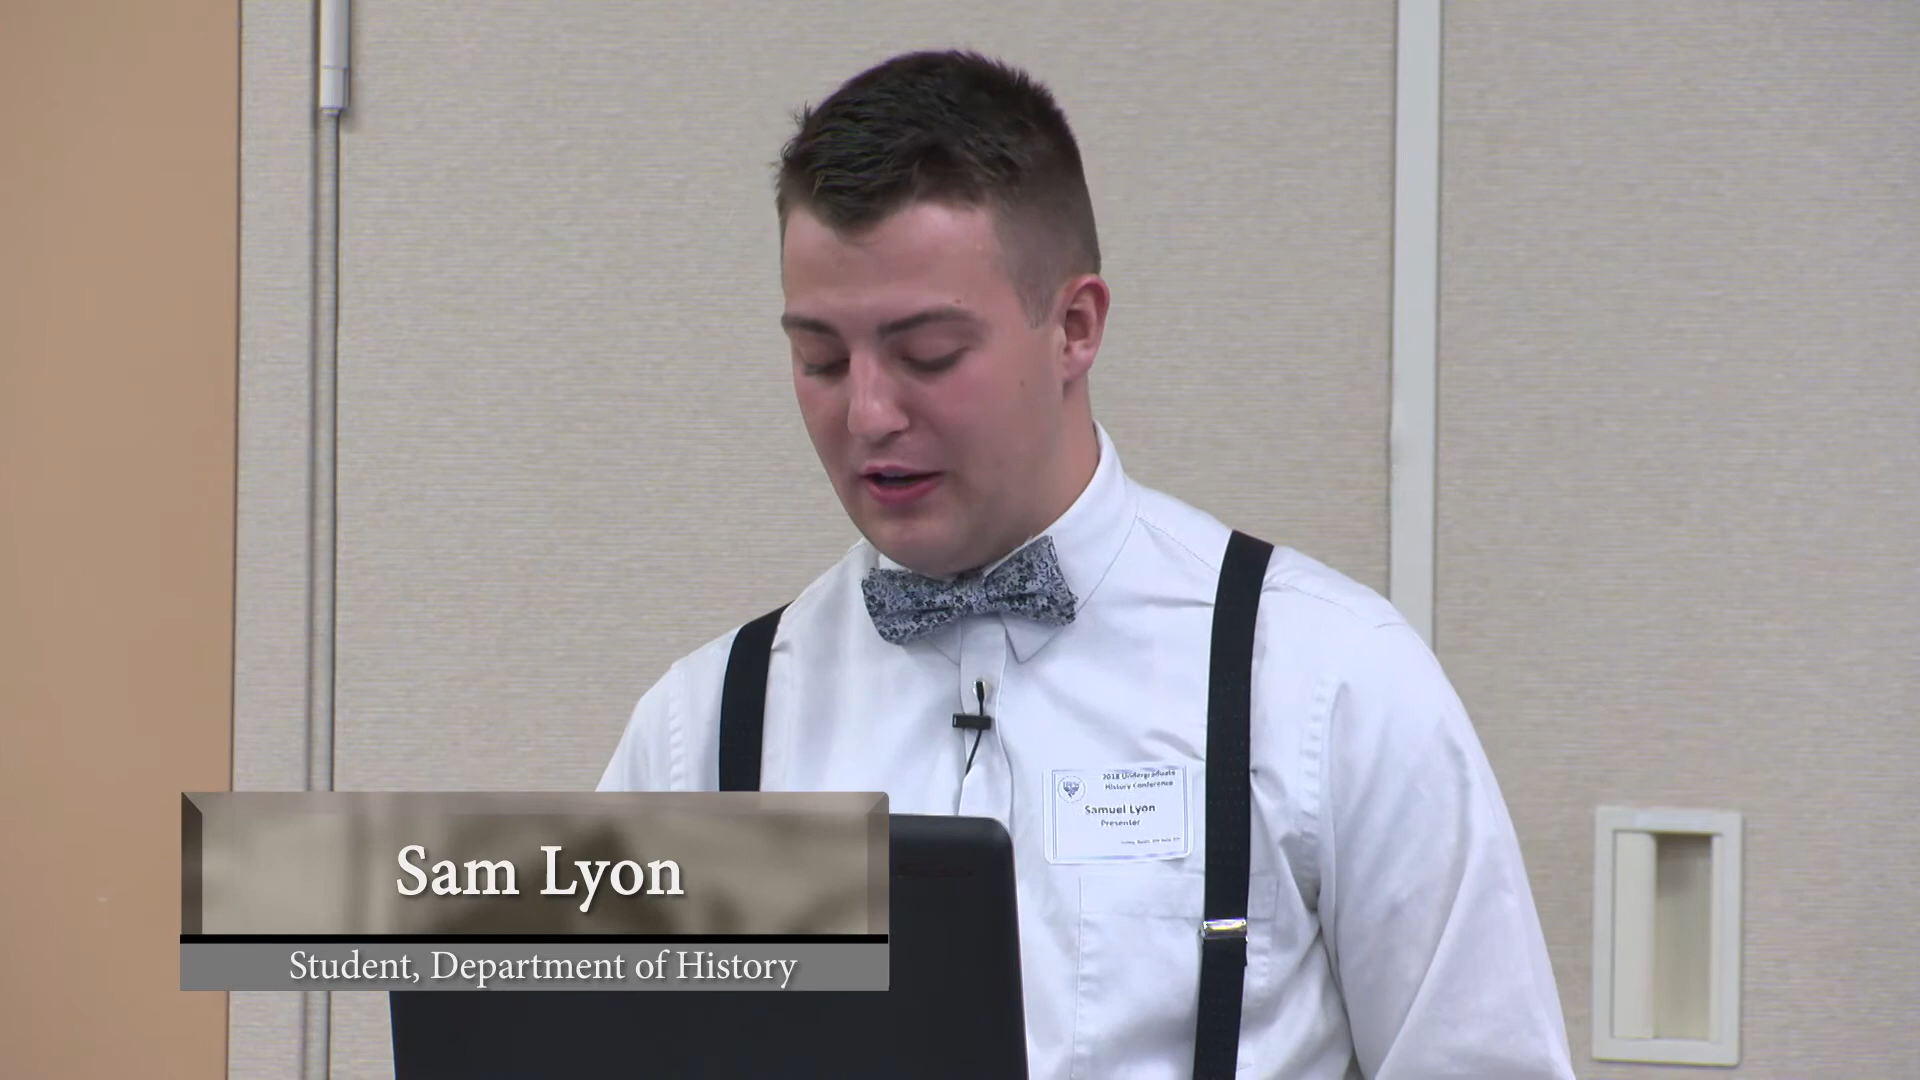 2018 Undergraduate
History Conference
Samuel Lyon
Presenter
Sam Lyon
Student, Department of History